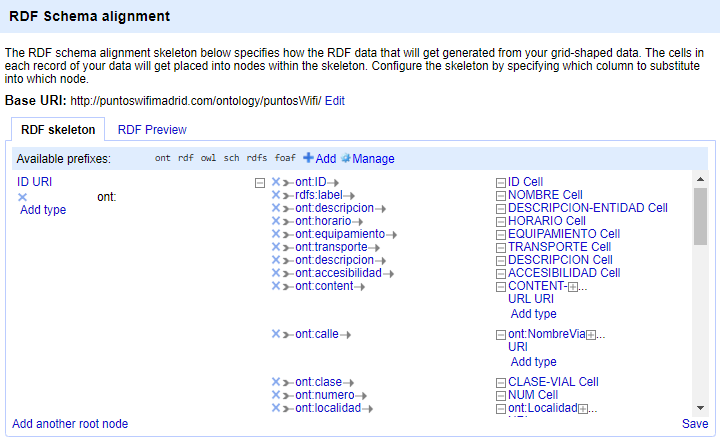 RDF Schema alignment
The RDF schema alignment skeleton below specifies how the RDF data that will get generated from your grid-shaped data. The cells in
each record of your data will get placed into nodes within the skeleton. Configure the skeleton by specifying which column to substitute
into which node.
Base URI: http://puntoswifimadrid.com/ontology/puntosWifi/ Edit
RDF skeleton RDF Preview
Available prefixes: ont rdf owl sch rdfs foaf Add Manage
ID URI ont:ID ID Cell
ont: rdfs:label NOMBRE Cell
Add type ont:descripcion DESCRIPCION-ENTIDAD Cell
ont:horario HORARIO Cell
ont:equipamiento EQUIPAMIENTO Cell
ont:transporte TRANSPORTE Cell
ont:descripcion DESCRIPCION Cell
ont:accesibilidad ACCESIBILIDAD Cell
ont:content CONTENT-...
URL URI
Add type
ont:calle ont:NombreVia...
URI
Add type
ont:clase CLASE-VIAL Cell
ont:numero NUM Cell
ont:localidad ont:Localidad...
Add another root node Save